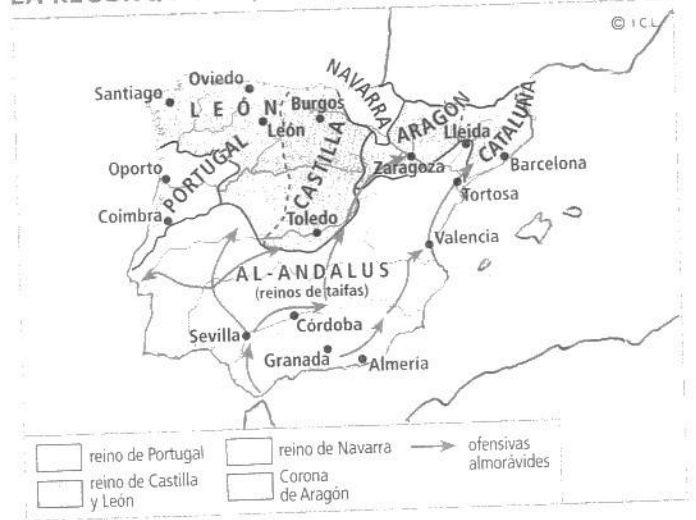 © ICL
Oviedo
Santiago
LEÓN
Burgos
León
NAVARRA
ARAGÓN
CATALUÑA
Lleida
Zaragoza
Barcelona
Tortosa
Oporto
PORTUGAL
CASTILLA
Coimbra
Toledo
Valencia
AL-ANDALUS
(reinos de taifas)
Sevilla
Córdoba
Granada
Almería
reino de Portugal
reino de Castilla
y León
reino de Navarra
Corona
de Aragón
ofensivas
almorávides